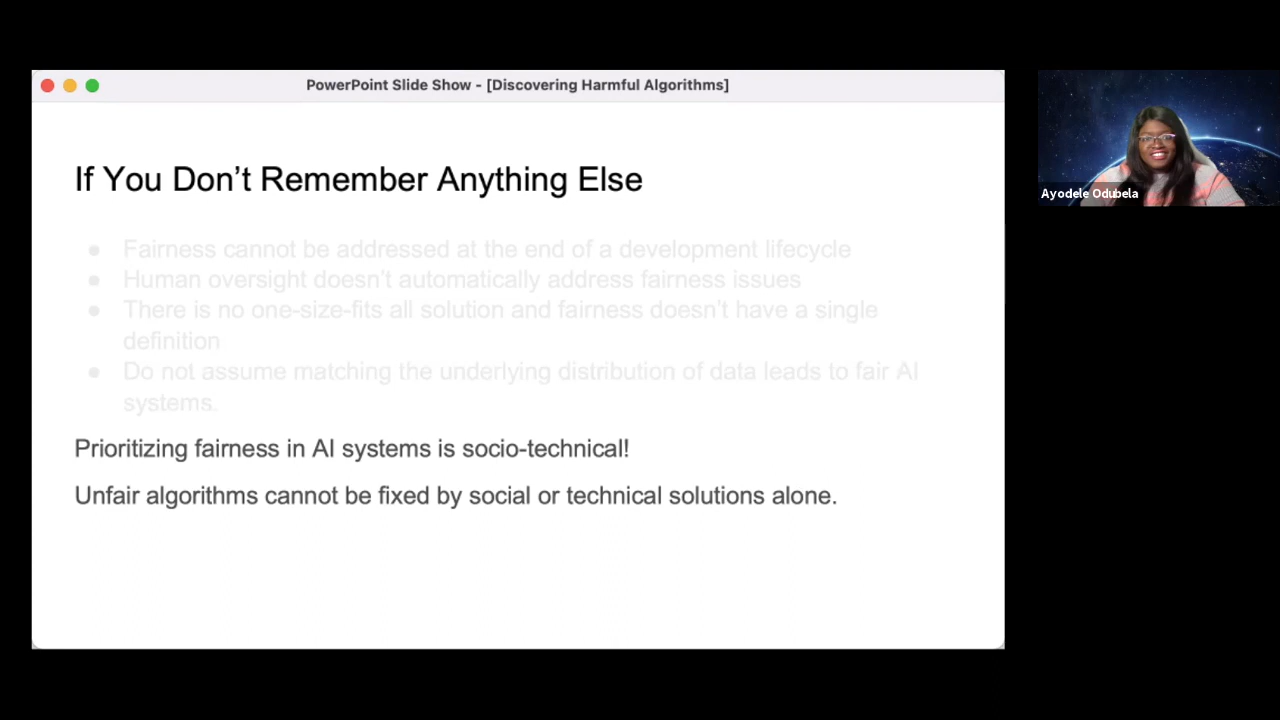 PowerPoint Slide Show - [Discovering Harmful Algorithms]
If You Don't Remember Anything Else
● Fairness cannot be addressed at the end of a development lifecycle
● Human oversight doesn't automatically address fairness issues
● There is no one-size-fits all solution and fairness doesn't have a single
definition
● Do not assume matching the underlying distribution of data leads to fair AI
systems.
Prioritizing fairness in AI systems is socio-technical!
Unfair algorithms cannot be fixed by social or technical solutions alone.
Ayodele Odubela